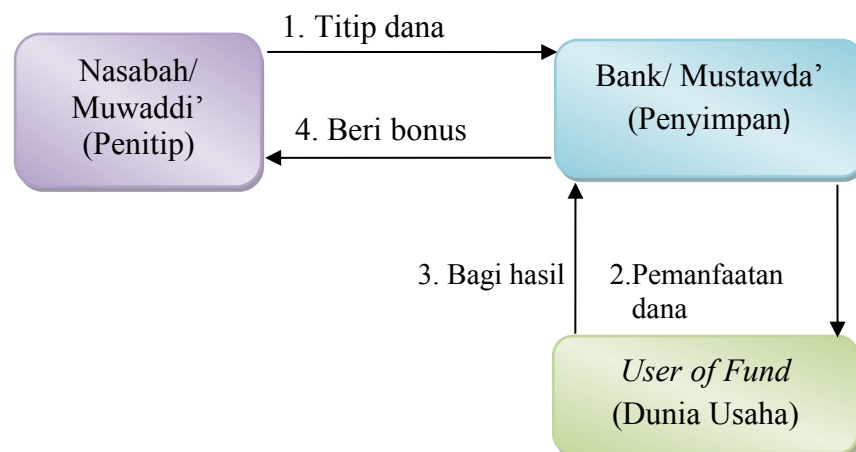 1. Titip dana
Nasabah/
Muwaddi’
(Penitip)
Bank/ Mustawda’
(Penyimpan)
4. Beri bonus
3. Bagi hasil
2.Pemanfaatan
dana
User of Fund
(Dunia Usaha)